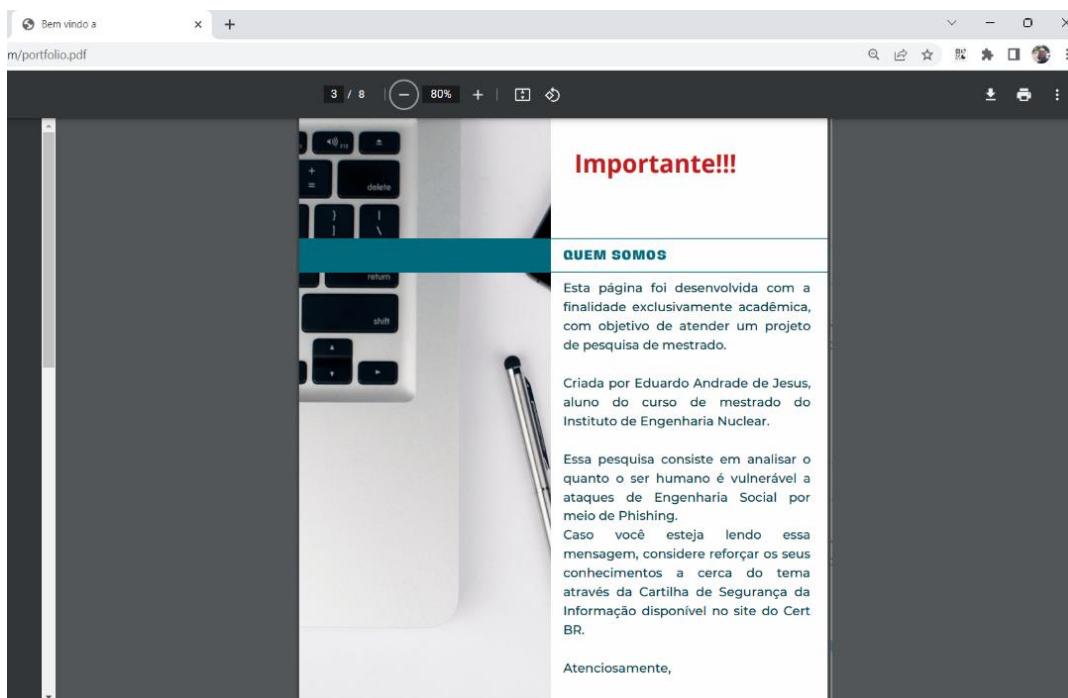 Bem vindo a
m/portfolio.pdf
3 / 8
80%
Importante!!!
delete
return
shift
QUEM SOMOS
Esta página foi desenvolvida com a
finalidade exclusivamente acadêmica,
com objetivo de atender um projeto
de pesquisa de mestrado.
Criada por Eduardo Andrade de Jesus,
aluno do curso de mestrado do
Instituto de Engenharia Nuclear.
Essa pesquisa consiste em analisar o
quanto o ser humano é vulnerável a
ataques de Engenharia Social por
meio de Phishing.
Caso você esteja lendo essa
mensagem, considere reforçar os seus
conhecimentos a cerca do tema
através da Cartilha de Segurança da
Informação disponível no site do Cert
BR.
Atenciosamente,